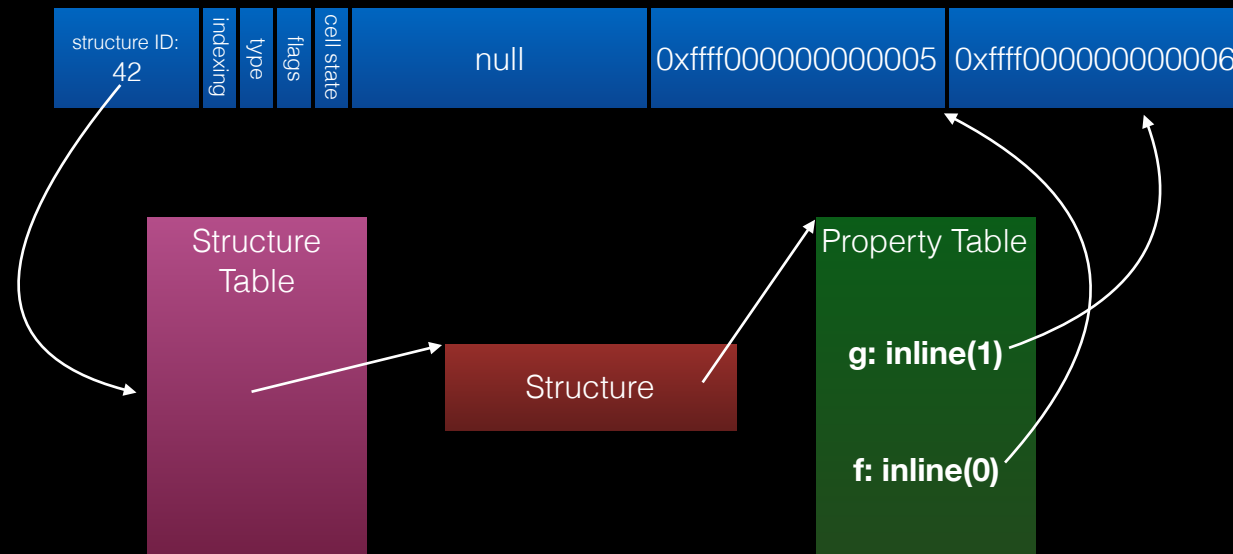 structure ID:
42
indexing
type
flags
cell state
null
0xffff000000000005
0xffff000000000006
Structure
Table
Structure
Property Table
g: inline(1)
f: inline(0)